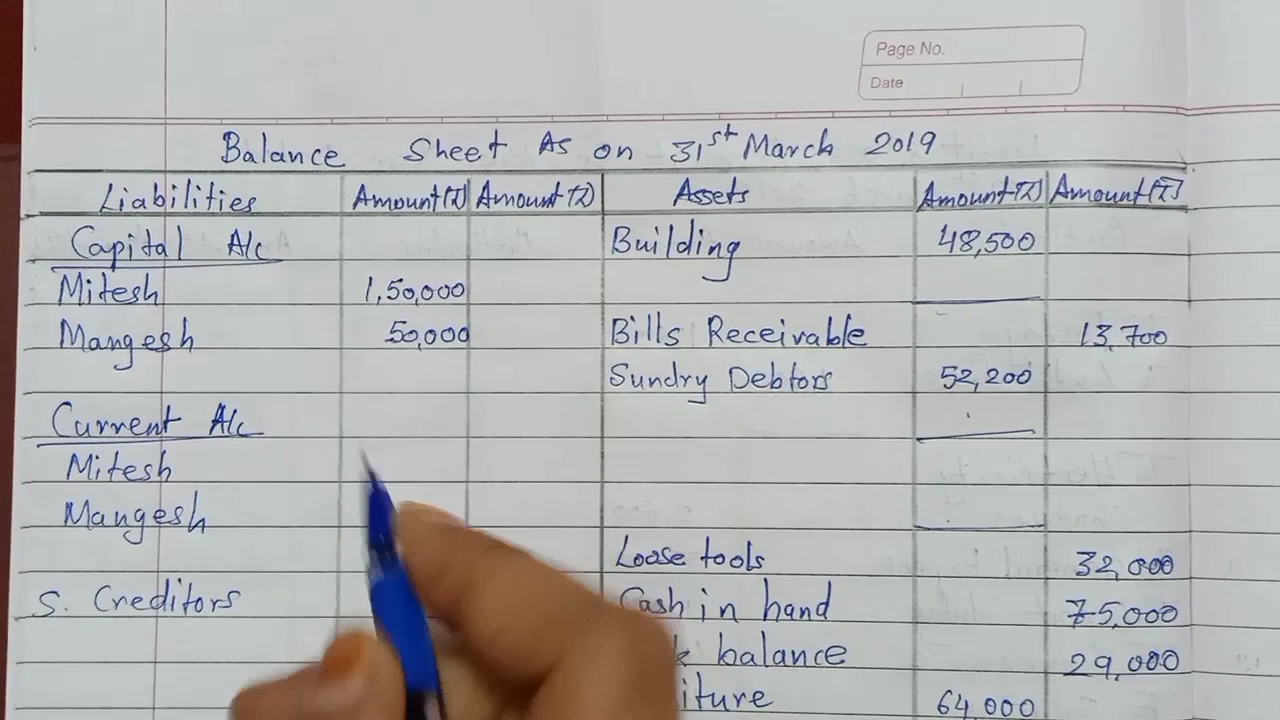 Page No.
Date
Balance Sheet As on 31st March 2019
Liabilities Amount(₹) Amount(₹) Assets Amount(₹) Amount(₹)
Capital A/c Building 48,500
Mitesh 1,50,000
Mangesh 50,000 Bills Receivable 13,700
Sundry Debtors 52,200
Current A/c
Mitesh
Mangesh
Loose tools 32,000
S. Creditors Cash in hand 75,000
balance 29,000
64,000